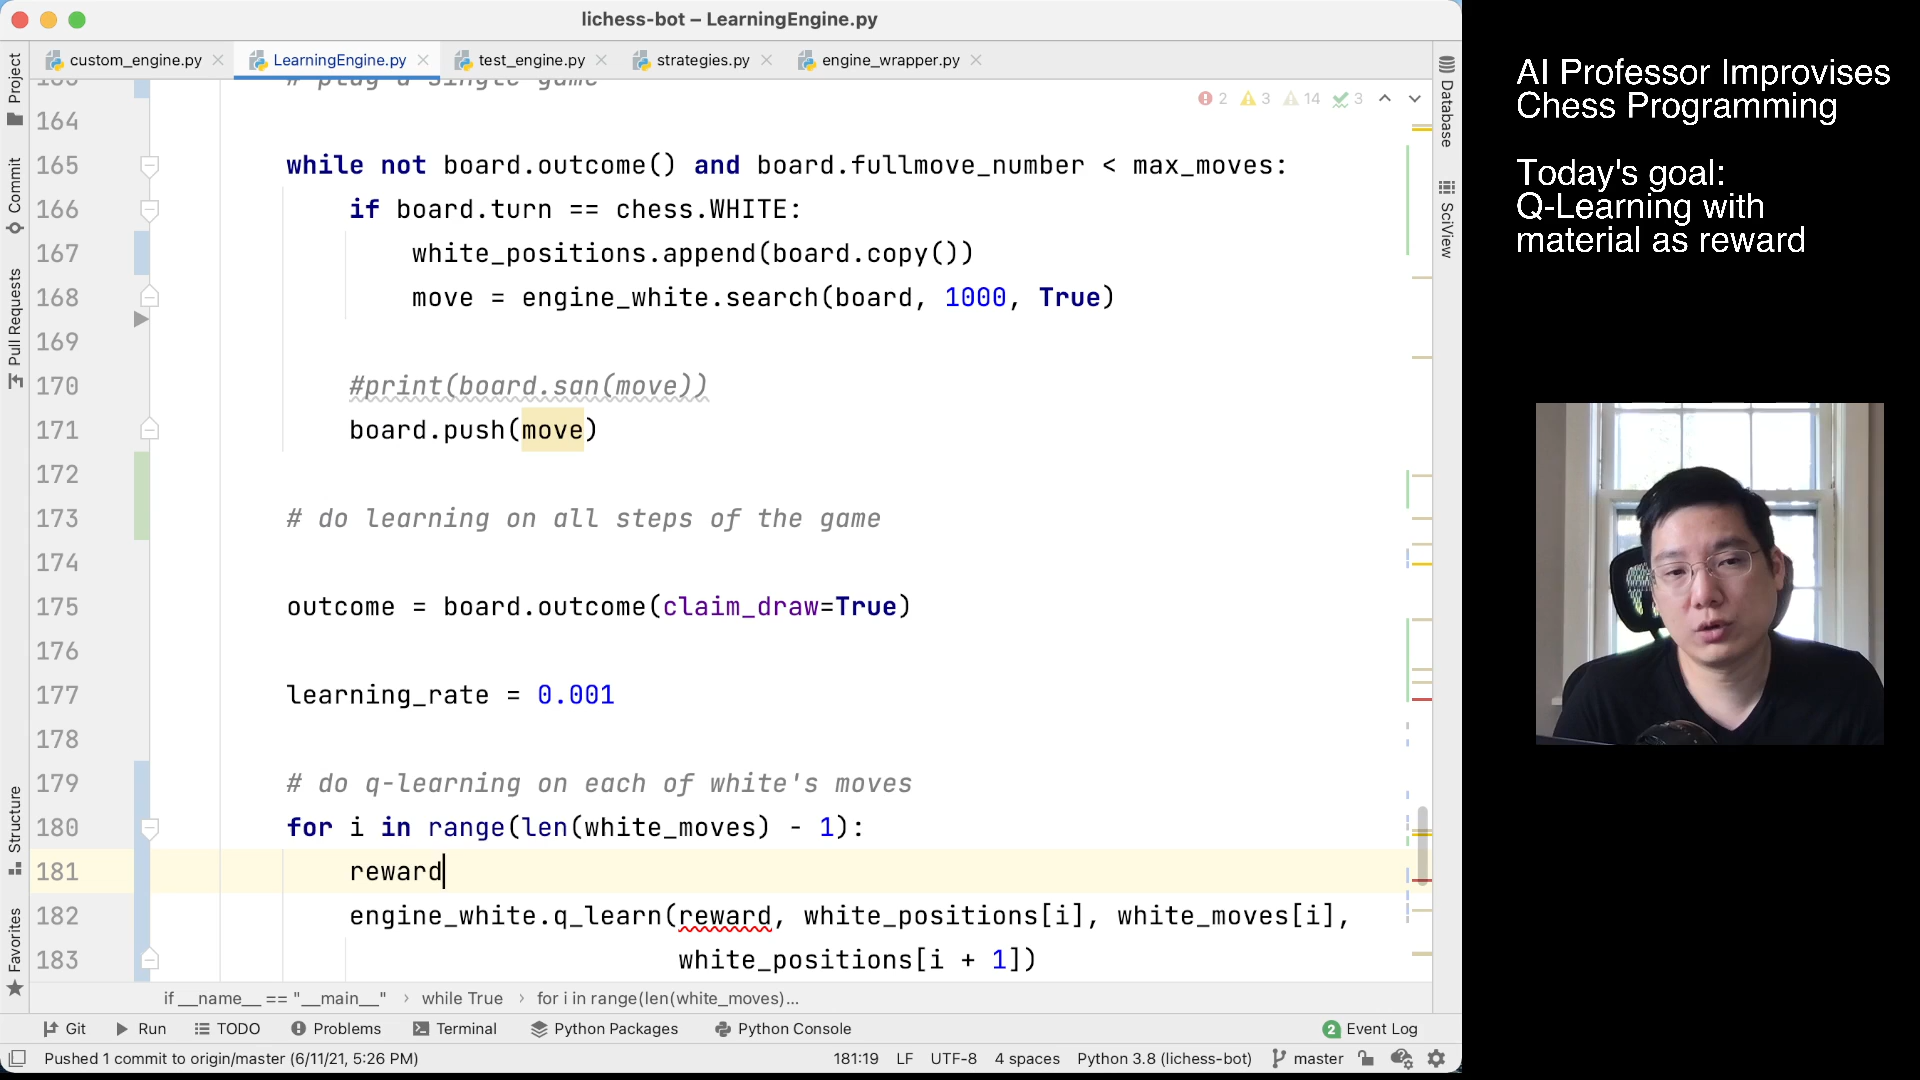 lichess-bot – LearningEngine.py
custom_engine.py
LearningEngine.py
test_engine.py
strategies.py
engine_wrapper.py
Project
Commit
Pull Requests
Structure
Favorites
Database
SciView
2 3 14 3
# play a single game
164
165 while not board.outcome() and board.fullmove_number < max_moves:
166 if board.turn == chess.WHITE:
167 white_positions.append(board.copy())
168 move = engine_white.search(board, 1000, True)
169
170 #print(board.san(move))
171 board.push(move)
172
173 # do learning on all steps of the game
174
175 outcome = board.outcome(claim_draw=True)
176
177 learning_rate = 0.001
178
179 # do q-learning on each of white's moves
180 for i in range(len(white_moves) - 1):
181 reward
182 engine_white.q_learn(reward, white_positions[i], white_moves[i],
183 white_positions[i + 1])
if __name__ == "__main__" › while True › for i in range(len(white_moves)...
Git
Run
TODO
Problems
Terminal
Python Packages
Python Console
2 Event Log
Pushed 1 commit to origin/master (6/11/21, 5:26 PM)
181:19 LF UTF-8 4 spaces Python 3.8 (lichess-bot) master
AI Professor Improvises
Chess Programming
Today's goal:
Q-Learning with
material as reward